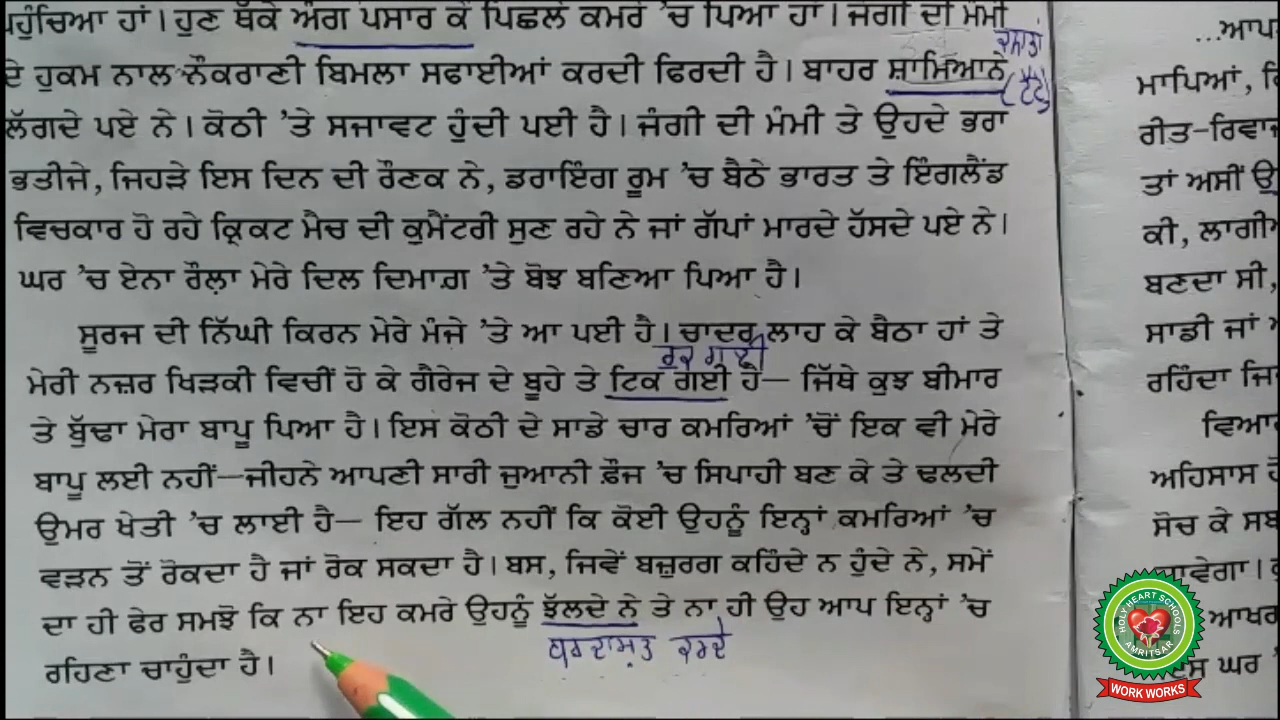 ਪਹੁੰਚਿਆ ਹਾਂ। ਹੁਣ ਥੱਕੇ ਅੰਗ ਪਸਾਰ ਕੇ ਪਿਛਲੇ ਕਮਰੇ ’ਚ ਪਿਆ ਹਾਂ। ਜੰਗੀ ਦੀ ਮੰਮੀ
ਦੇ ਹੁਕਮ ਨਾਲ ਨੌਕਰਾਣੀ ਬਿਮਲਾ ਸਫਾਈਆਂ ਕਰਦੀ ਫਿਰਦੀ ਹੈ। ਬਾਹਰ ਸ਼ਾਮਿਆਨੇ
(ਟੈਂਟ)
ਲੱਗਦੇ ਪਏ ਨੇ। ਕੋਠੀ ’ਤੇ ਸਜਾਵਟ ਹੁੰਦੀ ਪਈ ਹੈ। ਜੰਗੀ ਦੀ ਮੰਮੀ ਤੇ ਉਹਦੇ ਭਰਾ
ਭਤੀਜੇ, ਜਿਹੜੇ ਇਸ ਦਿਨ ਦੀ ਰੌਣਕ ਨੇ, ਡਰਾਇੰਗ ਰੂਮ ’ਚ ਬੈਠੇ ਭਾਰਤ ਤੇ ਇੰਗਲੈਂਡ
ਵਿਚਕਾਰ ਹੋ ਰਹੇ ਕ੍ਰਿਕਟ ਮੈਚ ਦੀ ਕੁਮੈਂਟਰੀ ਸੁਣ ਰਹੇ ਨੇ ਜਾਂ ਗੱਪਾਂ ਮਾਰਦੇ ਹੱਸਦੇ ਪਏ ਨੇ।
ਘਰ ’ਚ ਏਨਾ ਰੌਲ਼ਾ ਮੇਰੇ ਦਿਲ ਦਿਮਾਗ਼ ’ਤੇ ਬੋਝ ਬਣਿਆ ਪਿਆ ਹੈ।
ਸੂਰਜ ਦੀ ਨਿੱਘੀ ਕਿਰਨ ਮੇਰੇ ਮੰਜੇ ’ਤੇ ਆ ਪਈ ਹੈ। ਚਾਦਰ ਲਾਹ ਕੇ ਬੈਠਾ ਹਾਂ ਤੇ
ਰੁਕ ਗਈ
ਮੇਰੀ ਨਜ਼ਰ ਖਿੜਕੀ ਵਿਚੀਂ ਹੋ ਕੇ ਗੈਰੇਜ ਦੇ ਬੂਹੇ ਤੇ ਟਿਕ ਗਈ ਹੈ— ਜਿੱਥੇ ਕੁਝ ਬੀਮਾਰ
ਤੇ ਬੁੱਢਾ ਮੇਰਾ ਬਾਪੂ ਪਿਆ ਹੈ। ਇਸ ਕੋਠੀ ਦੇ ਸਾਡੇ ਚਾਰ ਕਮਰਿਆਂ ’ਚੋਂ ਇਕ ਵੀ ਮੇਰੇ
ਬਾਪੂ ਲਈ ਨਹੀਂ—ਜੀਹਨੇ ਆਪਣੀ ਸਾਰੀ ਜੁਆਨੀ ਫ਼ੌਜ ’ਚ ਸਿਪਾਹੀ ਬਣ ਕੇ ਤੇ ਢਲਦੀ
ਉਮਰ ਖੇਤੀ ’ਚ ਲਾਈ ਹੈ— ਇਹ ਗੱਲ ਨਹੀਂ ਕਿ ਕੋਈ ਉਹਨੂੰ ਇਨ੍ਹਾਂ ਕਮਰਿਆਂ ’ਚ
ਵੜਨ ਤੋਂ ਰੋਕਦਾ ਹੈ ਜਾਂ ਰੋਕ ਸਕਦਾ ਹੈ। ਬਸ, ਜਿਵੇਂ ਬਜ਼ੁਰਗ ਕਹਿੰਦੇ ਨ ਹੁੰਦੇ ਨੇ, ਸਮੇਂ
ਦਾ ਹੀ ਫੇਰ ਸਮਝੋ ਕਿ ਨਾ ਇਹ ਕਮਰੇ ਉਹਨੂੰ ਝੱਲਦੇ ਨੇ ਤੇ ਨਾ ਹੀ ਉਹ ਆਪ ਇਨ੍ਹਾਂ ’ਚ
ਬਰਦਾਸ਼ਤ ਕਰਦੇ
ਰਹਿਣਾ ਚਾਹੁੰਦਾ ਹੈ।
ਮਾਪਿਆਂ,
ਤਾਂ ਅਸੀਂ
ਕੀ,
ਬਣਦਾ ਸੀ,
ਸਾਡੀ ਜਾਂ
ਰਹਿੰਦਾ
ਅਹਿਸਾਸ
ਸੋਚ ਕੇ
HOLY HEART SCHOOLS
AMRITSAR
WORK WORKS